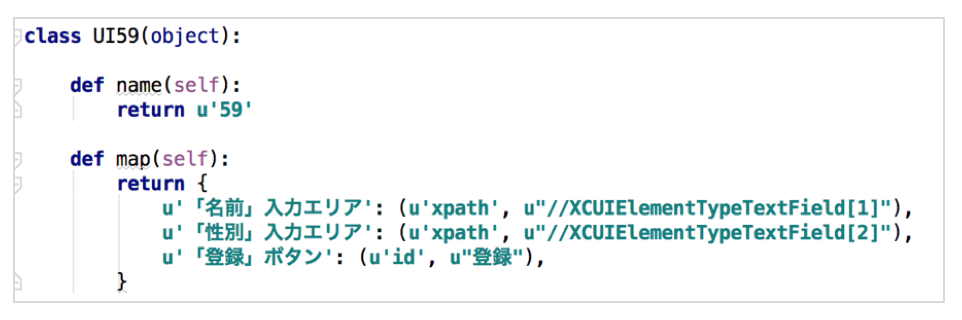 class UI59(object):
    def name(self):
        return u'59'
    def map(self):
        return {
            u'「名前」入力エリア': (u'xpath', u"//XCUIElementTypeTextField[1]"),
            u'「性別」入力エリア': (u'xpath', u"//XCUIElementTypeTextField[2]"),
            u'「登録」ボタン': (u'id', u"登録"),
        }